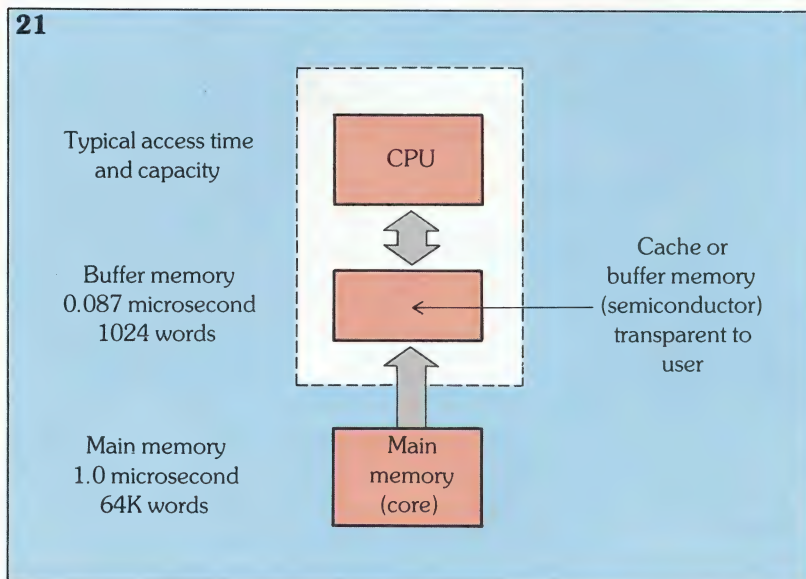 21
Typical access time
and capacity
CPU
Buffer memory
0.087 microsecond
1024 words
Cache or
buffer memory
(semiconductor)
transparent to
user
Main memory
1.0 microsecond
64K words
Main
memory
(core)